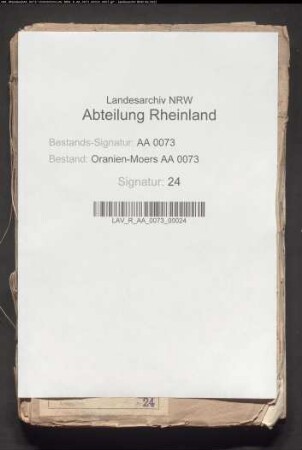 Landesarchiv NRW
Abteilung Rheinland
Bestands-Signatur: AA 0073
Bestand: Oranien-Moers AA 0073
Signatur: 24
LAV_R_AA_0073_00024
24